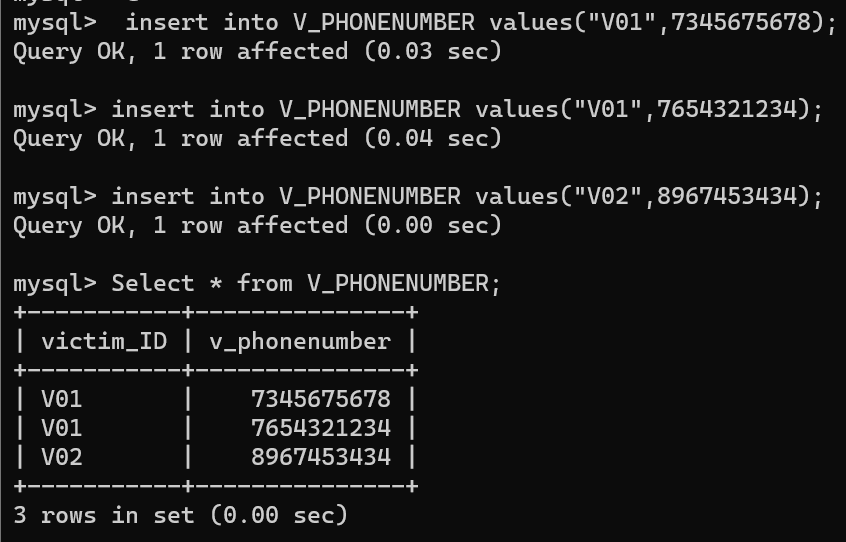 mysql>  insert into V_PHONENUMBER values("V01",7345675678);
Query OK, 1 row affected (0.03 sec)

mysql> insert into V_PHONENUMBER values("V01",7654321234);
Query OK, 1 row affected (0.04 sec)

mysql> insert into V_PHONENUMBER values("V02",8967453434);
Query OK, 1 row affected (0.00 sec)

mysql> Select * from V_PHONENUMBER;
+-----------+---------------+
| victim_ID | v_phonenumber |
+-----------+---------------+
| V01       |    7345675678 |
| V01       |    7654321234 |
| V02       |    8967453434 |
+-----------+---------------+
3 rows in set (0.00 sec)